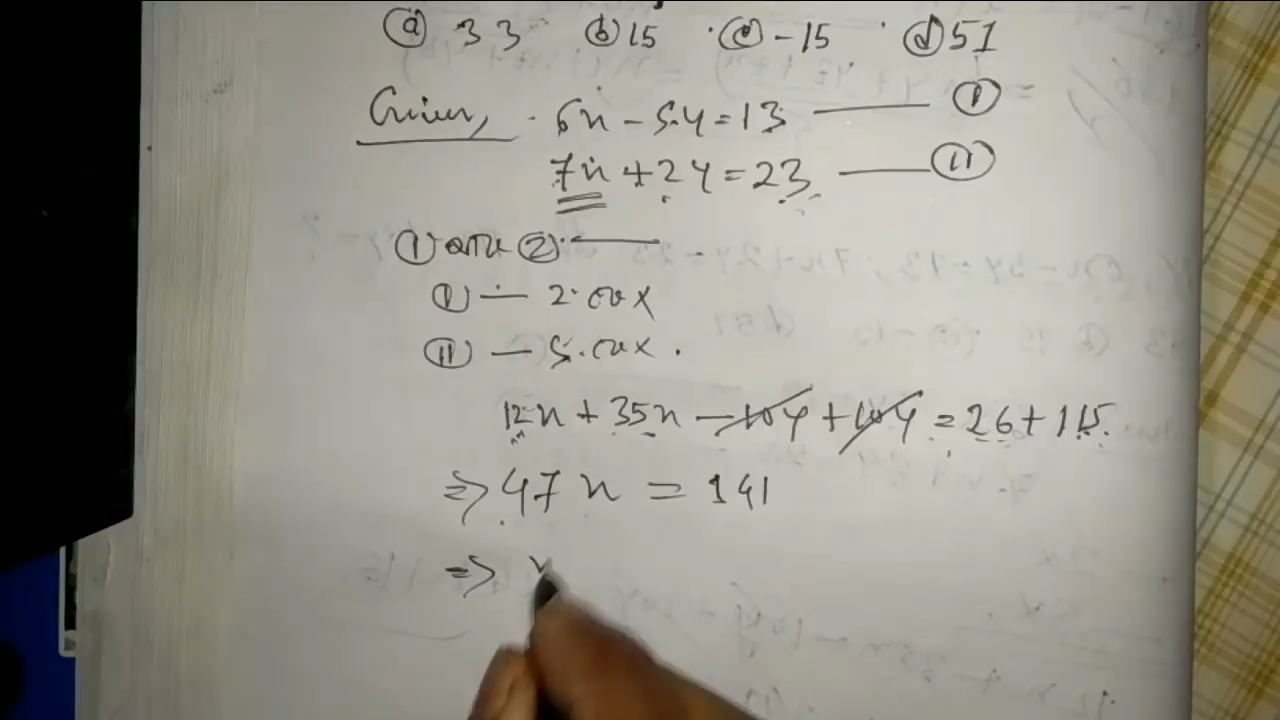 ⓐ 33 ⓑ 15 ⓒ -15 ⓓ 51
Given, 6x - 5y = 13 — Ⓘ
7x + 2y = 23 — Ⓘⓘ
① ②
Ⓘ — 2
Ⓘⓘ — 5
12x + 35x - 10y + 10y = 26 + 115
⇒ 47x = 141
⇒